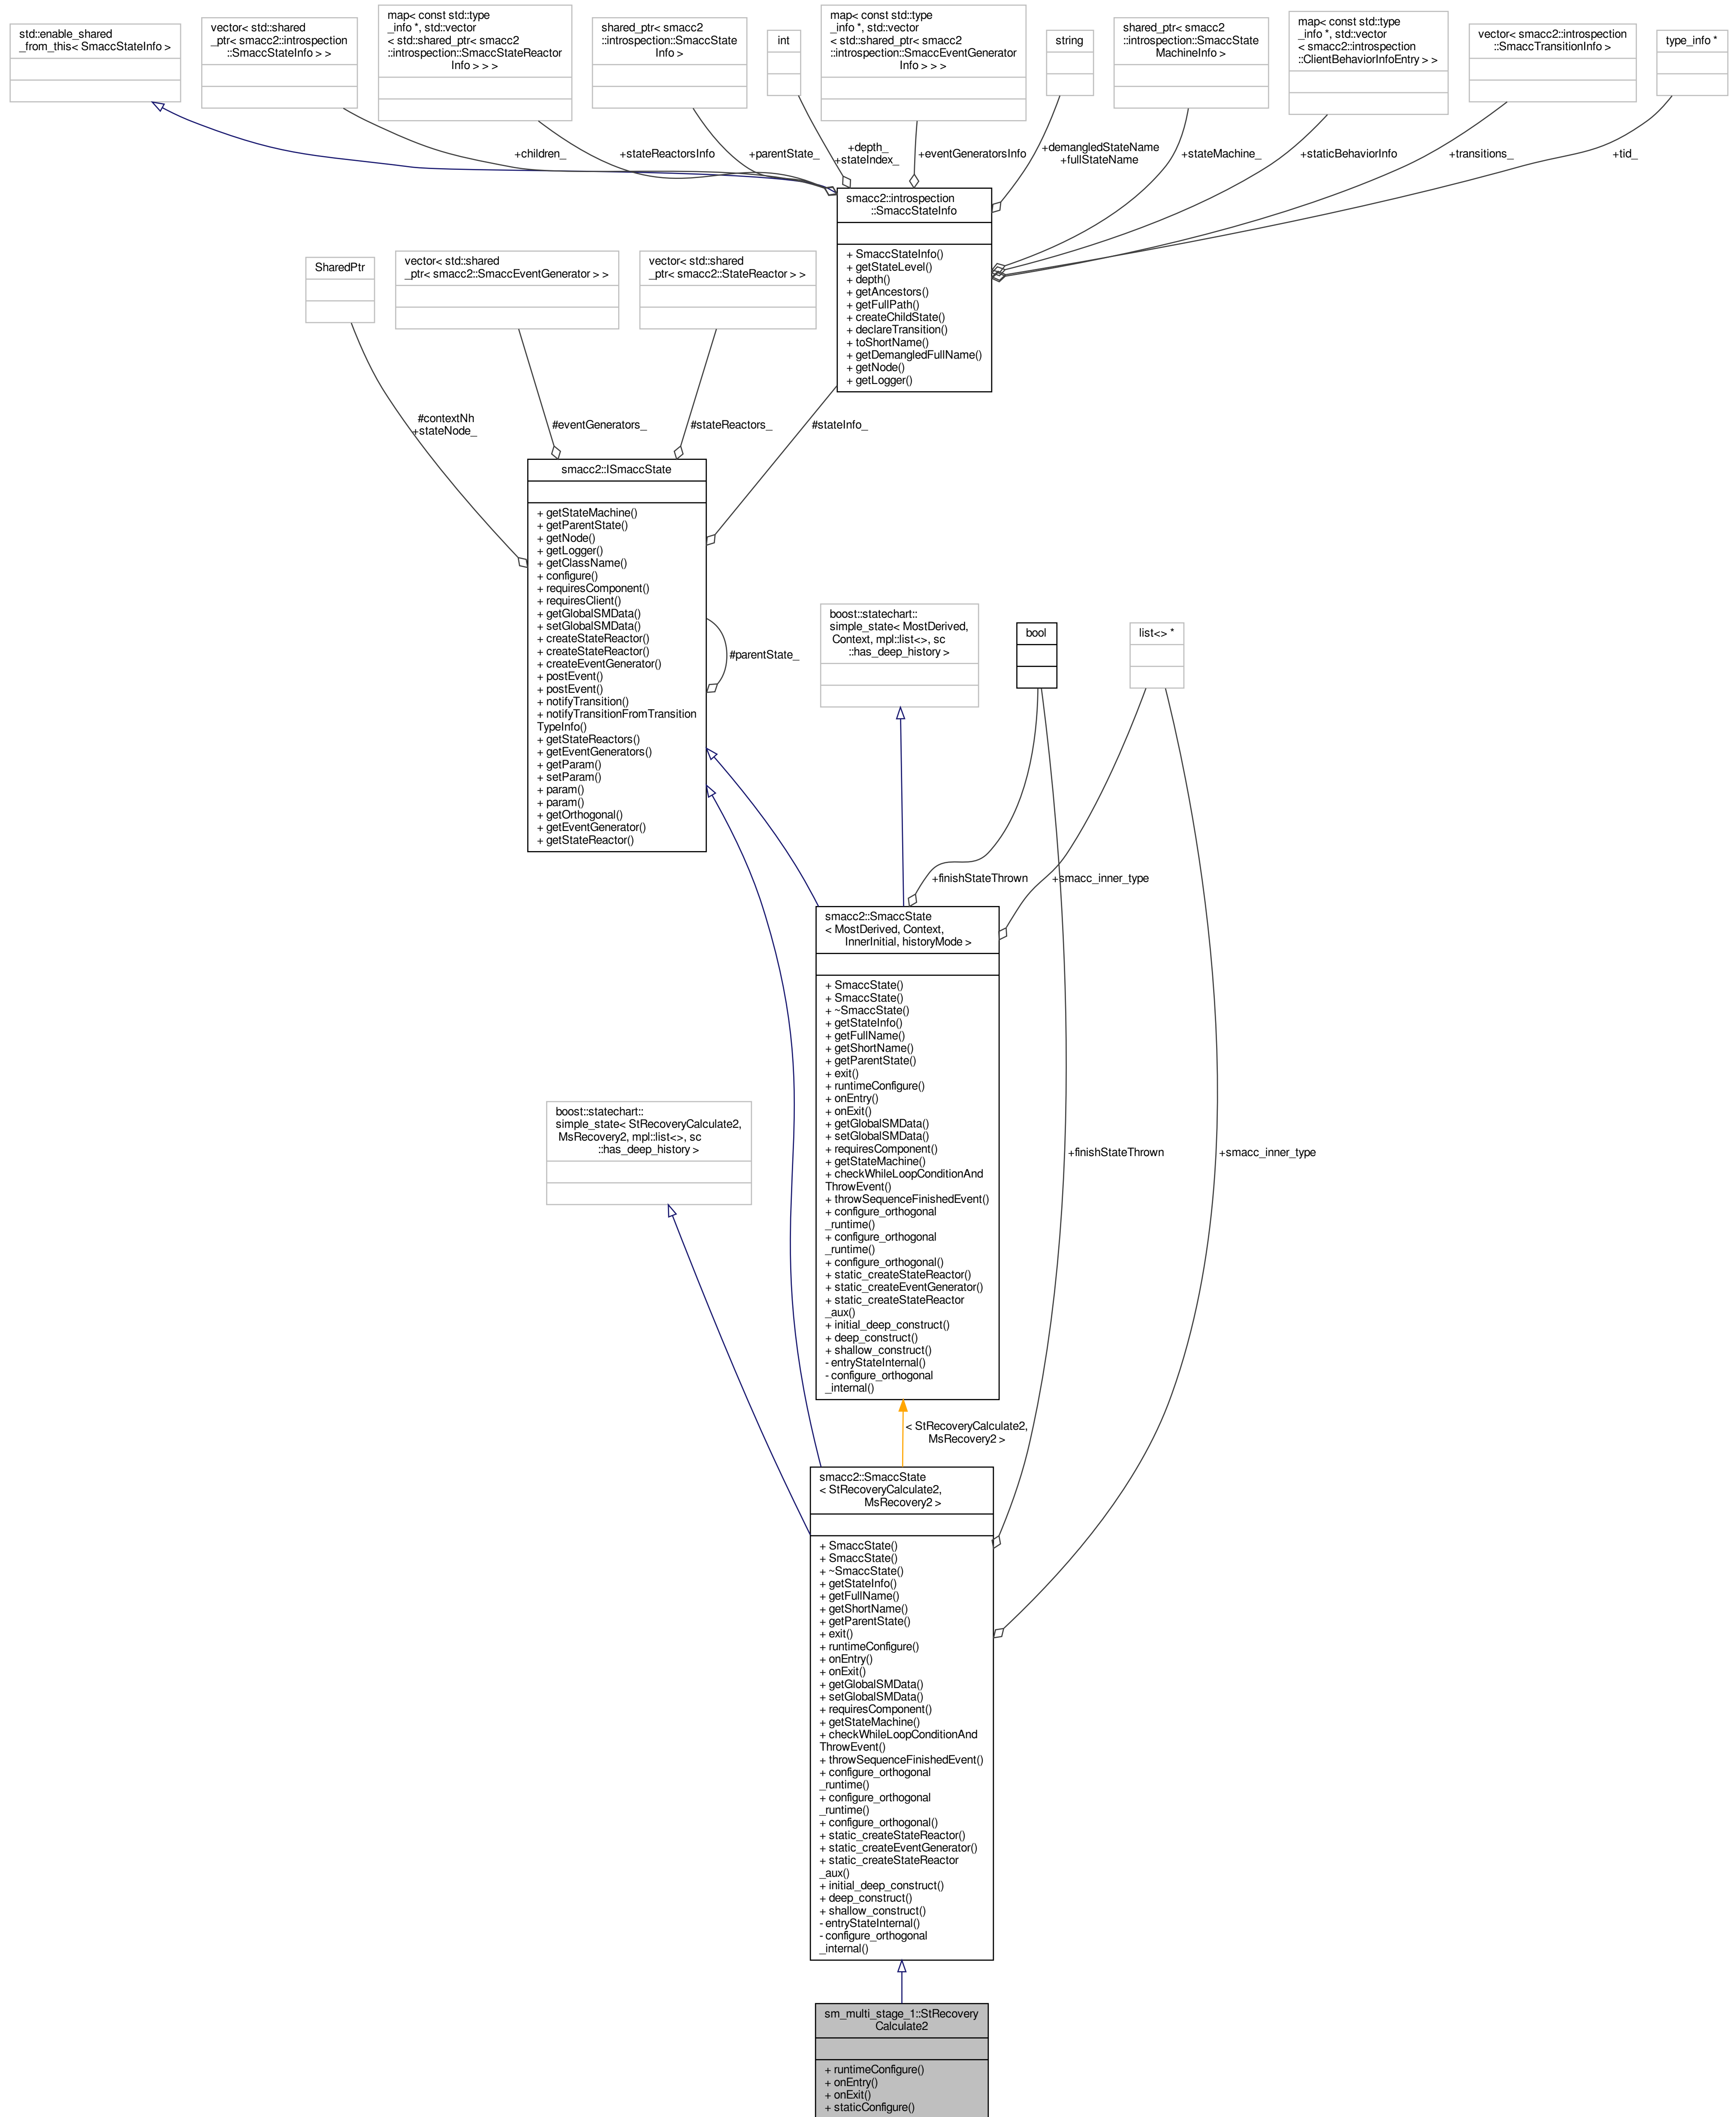 std::enable_shared
_from_this< SmaccStateInfo >
vector< std::shared
_ptr< smacc2::introspection
::SmaccStateInfo > >
map< const std::type
_info *, std::vector
< std::shared_ptr< smacc2
::introspection::SmaccStateReactor
Info > > >
shared_ptr< smacc2
::introspection::SmaccState
Info >
int
map< const std::type
_info *, std::vector
< std::shared_ptr< smacc2
::introspection::SmaccEventGenerator
Info > > >
string
shared_ptr< smacc2
::introspection::SmaccState
MachineInfo >
map< const std::type
_info *, std::vector
< smacc2::introspection
::ClientBehaviorInfoEntry > >
vector< smacc2::introspection
::SmaccTransitionInfo >
type_info *
+children_
+stateReactorsInfo
+parentState_
+depth_
+stateIndex_
+eventGeneratorsInfo
+demangledStateName
+fullStateName
+stateMachine_
+staticBehaviorInfo
+transitions_
+tid_
smacc2::introspection
::SmaccStateInfo
+ SmaccStateInfo()
+ getStateLevel()
+ depth()
+ getAncestors()
+ getFullPath()
+ createChildState()
+ declareTransition()
+ toShortName()
+ getDemangledFullName()
+ getNode()
+ getLogger()
SharedPtr
vector< std::shared
_ptr< smacc2::SmaccEventGenerator > >
vector< std::shared
_ptr< smacc2::StateReactor > >
#contextNh
+stateNode_
#eventGenerators_
#stateReactors_
#stateInfo_
smacc2::ISmaccState
+ getStateMachine()
+ getParentState()
+ getNode()
+ getLogger()
+ getClassName()
+ configure()
+ requiresComponent()
+ requiresClient()
+ getGlobalSMData()
+ setGlobalSMData()
+ createStateReactor()
+ createStateReactor()
+ createEventGenerator()
+ postEvent()
+ postEvent()
+ notifyTransition()
+ notifyTransitionFromTransition
TypeInfo()
+ getStateReactors()
+ getEventGenerators()
+ getParam()
+ setParam()
+ param()
+ param()
+ getOrthogonal()
+ getEventGenerator()
+ getStateReactor()
#parentState_
boost::statechart::
simple_state< MostDerived,
Context, mpl::list<>, sc
::has_deep_history >
bool
list<> *
+finishStateThrown
+smacc_inner_type
smacc2::SmaccState
< MostDerived, Context,
InnerInitial, historyMode >
+ SmaccState()
+ SmaccState()
+ ~SmaccState()
+ getStateInfo()
+ getFullName()
+ getShortName()
+ getParentState()
+ exit()
+ runtimeConfigure()
+ onEntry()
+ onExit()
+ getGlobalSMData()
+ setGlobalSMData()
+ requiresComponent()
+ getStateMachine()
+ checkWhileLoopConditionAnd
ThrowEvent()
+ throwSequenceFinishedEvent()
+ configure_orthogonal
_runtime()
+ configure_orthogonal
_runtime()
+ configure_orthogonal()
+ static_createStateReactor()
+ static_createEventGenerator()
+ static_createStateReactor
_aux()
+ initial_deep_construct()
+ deep_construct()
+ shallow_construct()
- entryStateInternal()
- configure_orthogonal
_internal()
boost::statechart::
simple_state< StRecoveryCalculate2,
MsRecovery2, mpl::list<>, sc
::has_deep_history >
+finishStateThrown
+smacc_inner_type
< StRecoveryCalculate2,
MsRecovery2 >
smacc2::SmaccState
< StRecoveryCalculate2,
MsRecovery2 >
+ SmaccState()
+ SmaccState()
+ ~SmaccState()
+ getStateInfo()
+ getFullName()
+ getShortName()
+ getParentState()
+ exit()
+ runtimeConfigure()
+ onEntry()
+ onExit()
+ getGlobalSMData()
+ setGlobalSMData()
+ requiresComponent()
+ getStateMachine()
+ checkWhileLoopConditionAnd
ThrowEvent()
+ throwSequenceFinishedEvent()
+ configure_orthogonal
_runtime()
+ configure_orthogonal
_runtime()
+ configure_orthogonal()
+ static_createStateReactor()
+ static_createEventGenerator()
+ static_createStateReactor
_aux()
+ initial_deep_construct()
+ deep_construct()
+ shallow_construct()
- entryStateInternal()
- configure_orthogonal
_internal()
sm_multi_stage_1::StRecovery
Calculate2
+ runtimeConfigure()
+ onEntry()
+ onExit()
+ staticConfigure()